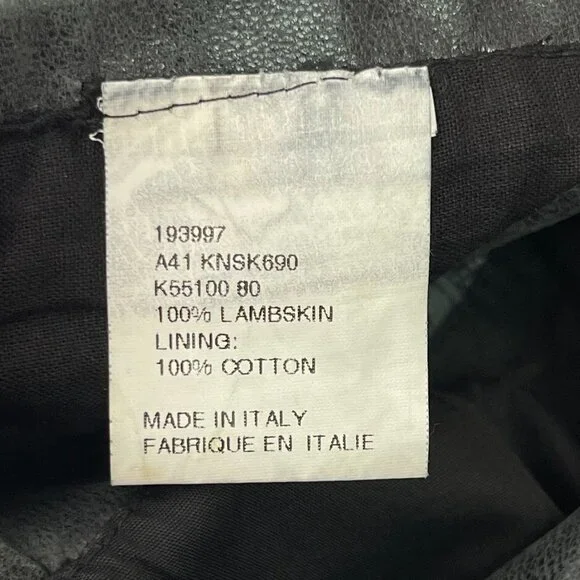 193997
A41 KNSK690
K55100 80
100% LAMBSKIN
LINING:
100% COTTON
MADE IN ITALY
FABRIQUE EN ITALIE